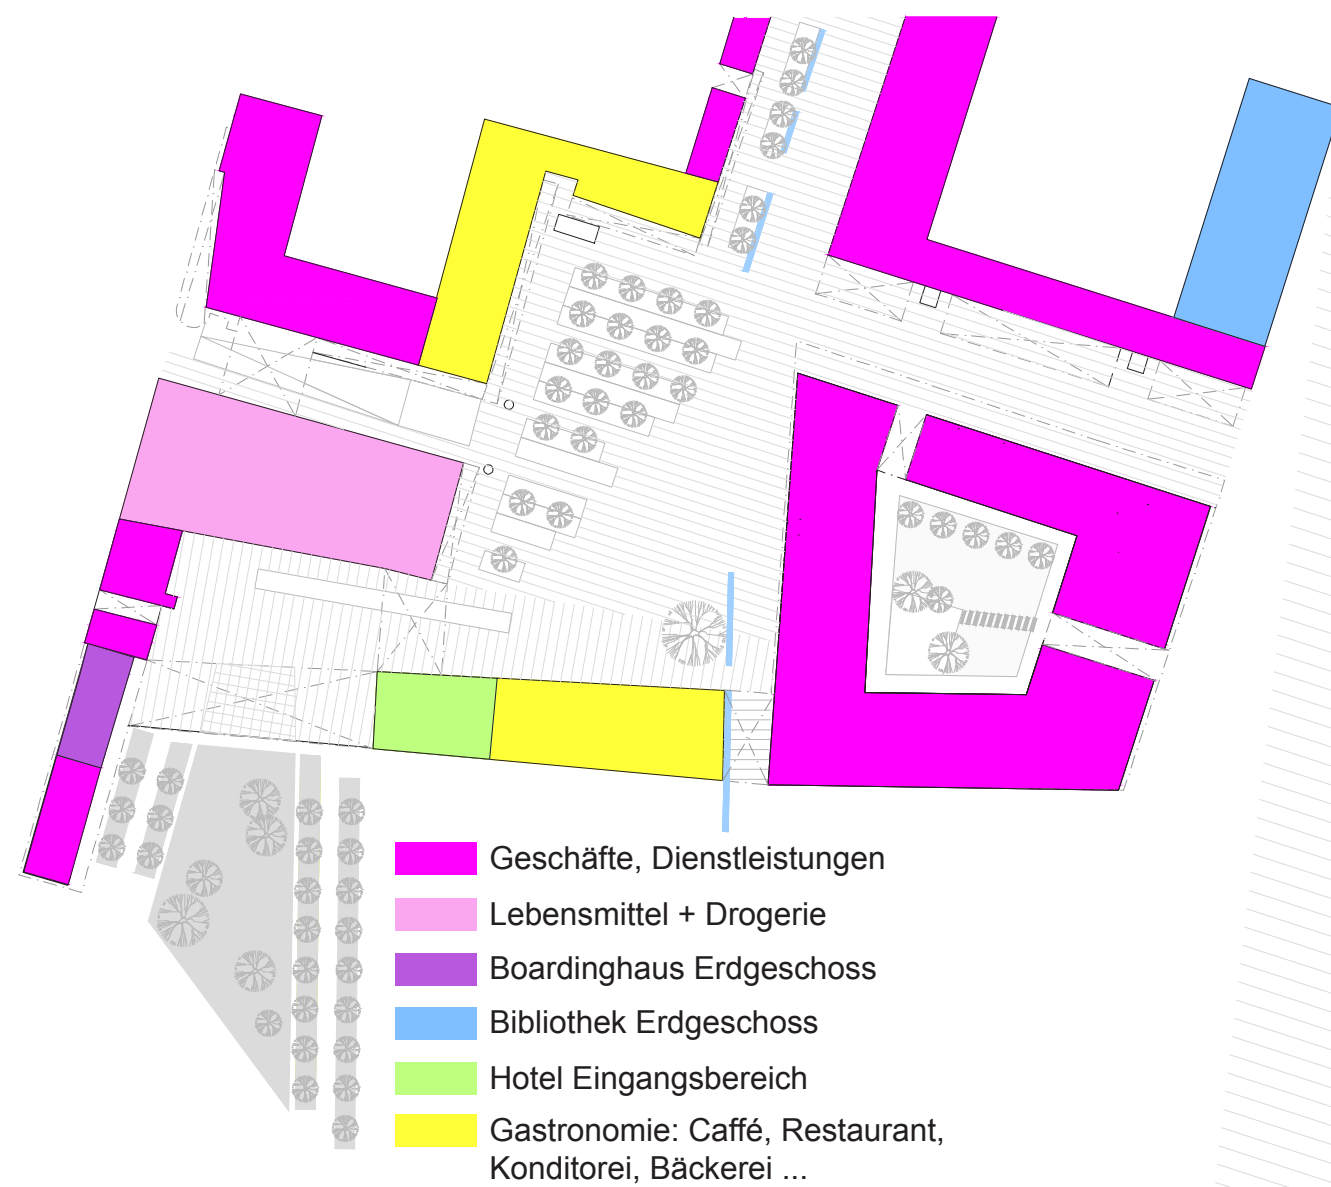 Geschäfte, Dienstleistungen
Lebensmittel + Drogerie
Boardinghaus Erdgeschoss
Bibliothek Erdgeschoss
Hotel Eingangsbereich
Gastronomie: Caffé, Restaurant,
Konditorei, Bäckerei ...